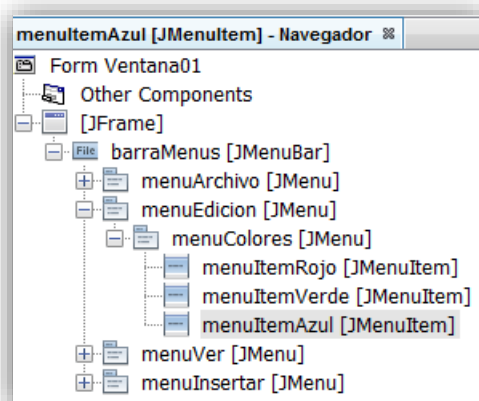 menuItemAzul [JMenuItem] - Navegador
Form Ventana01
Other Components
[JFrame]
File barraMenus [JMenuBar]
menuArchivo [JMenu]
menuEdicion [JMenu]
menuColores [JMenu]
menuItemRojo [JMenuItem]
menuItemVerde [JMenuItem]
menuItemAzul [JMenuItem]
menuVer [JMenu]
menuInsertar [JMenu]